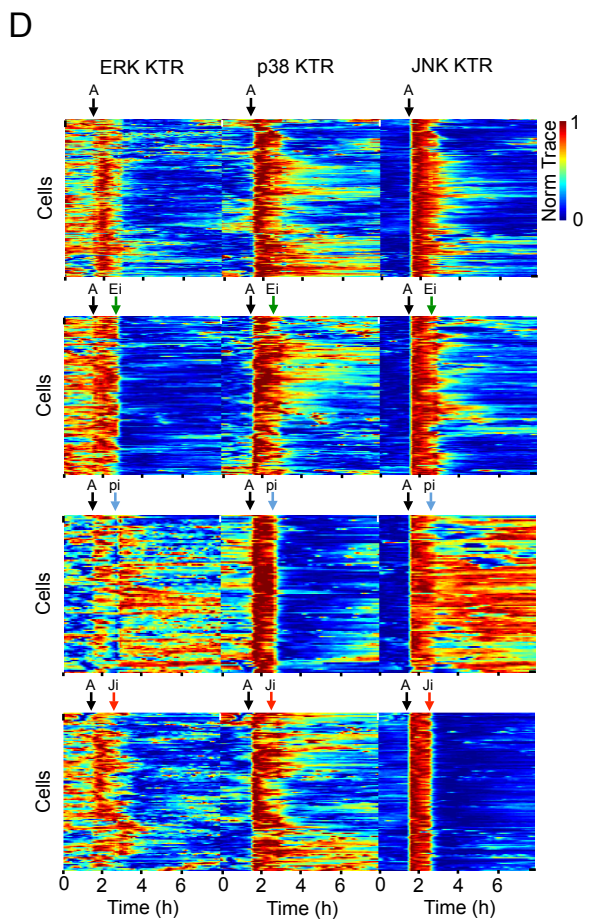 D
ERK KTR p38 KTR JNK KTR
A A A
Cells
Norm Trace
1
0
A Ei A Ei A Ei
Cells
A pi A pi A pi
Cells
A Ji A Ji A Ji
Cells
0 2 4 6 2 4 6 2 4 6
Time (h) Time (h) Time (h)